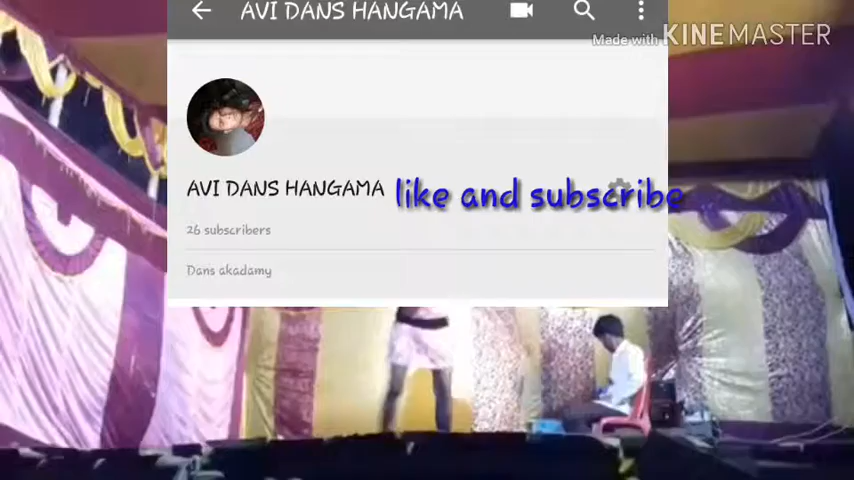 AVI DANS HANGAMA
Made with KINEMASTER
AVI DANS HANGAMA
like and subscribe
26 subscribers
Dans akadamy